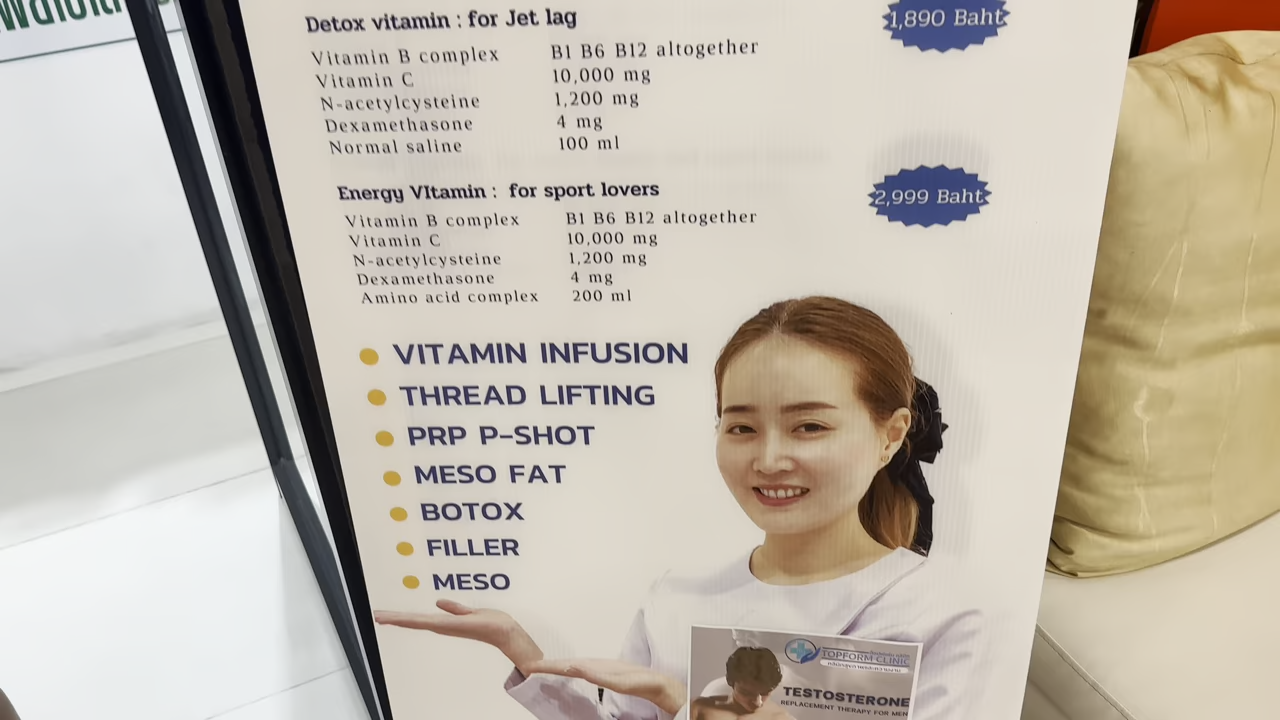 Detox vitamin : for Jet lag
1,890 Baht
Vitamin B complex B1 B6 B12 altogether
Vitamin C 10,000 mg
N-acetylcysteine 1,200 mg
Dexamethasone 4 mg
Normal saline 100 ml
Energy VItamin : for sport lovers
2,999 Baht
Vitamin B complex B1 B6 B12 altogether
Vitamin C 10,000 mg
N-acetylcysteine 1,200 mg
Dexamethasone 4 mg
Amino acid complex 200 ml
VITAMIN INFUSION
THREAD LIFTING
PRP P-SHOT
MESO FAT
BOTOX
FILLER
MESO
TOPFORM CLINIC
TESTOSTERONE
REPLACEMENT THERAPY FOR MEN